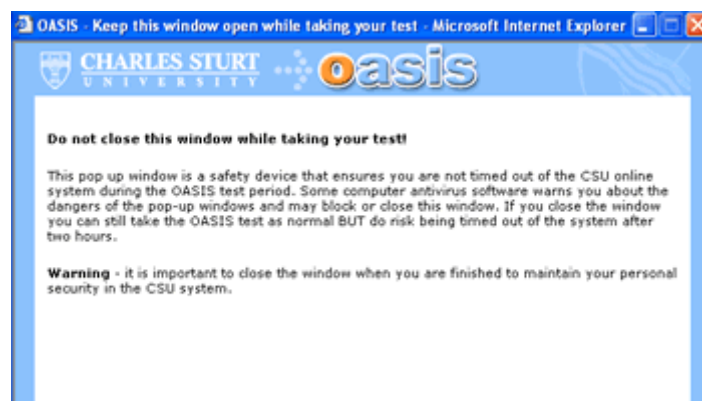 OASIS - Keep this window open while taking your test - Microsoft Internet Explorer
CHARLES STURT
UNIVERSITY
oasis
Do not close this window while taking your test!
This pop up window is a safety device that ensures you are not timed out of the CSU online
system during the OASIS test period. Some computer antivirus software warns you about the
dangers of the pop-up windows and may block or close this window. If you close the window
you can still take the OASIS test as normal BUT do risk being timed out of the system after
two hours.
Warning - it is important to close the window when you are finished to maintain your personal
security in the CSU system.